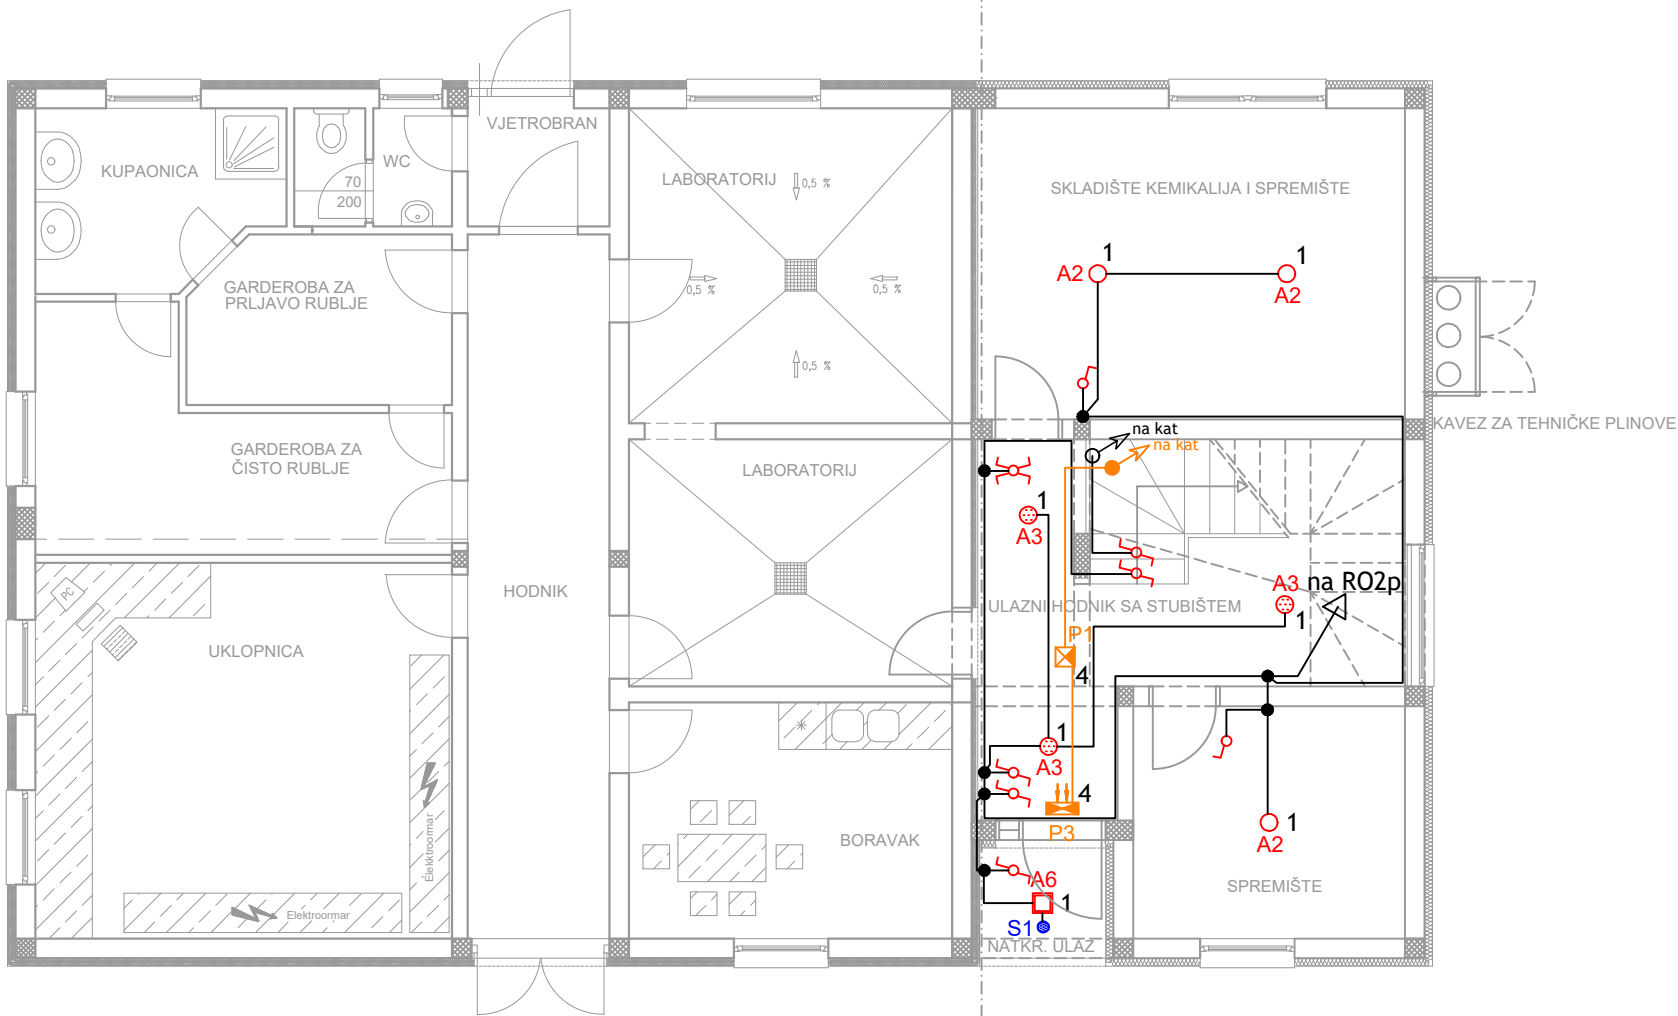 VJETROBRAN
KUPAONICA
WC
70
200
LABORATORIJ
0,5 %
SKLADIŠTE KEMIKALIJA I SPREMIŠTE
1
A2
1
A2
GARDEROBA ZA
PRLJAVO RUBLJE
0,5 %
0,5 %
0,5 %
KAVEZ ZA TEHNIČKE PLINOVE
na kat
na kat
GARDEROBA ZA
ČISTO RUBLJE
LABORATORIJ
1
A3
HODNIK
PC
A3
na RO2p
1
ULAZNI HODNIK SA STUBIŠTEM
UKLOPNICA
P1
4
1
A3
4
P3
BORAVAK
1
A2
Elekktroormar
Elektroormar
A6
1
SPREMIŠTE
S1
NATKR. ULAZ